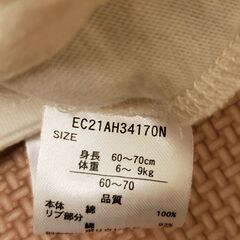 EC21AH34170N
SIZE
身長 60～70cm
体重 6～ 9kg
60～70
品質
本体 綿 100%
リブ部分 綿